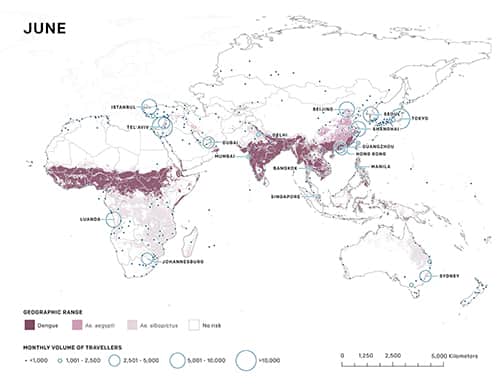 JUNE
ISTANBUL
BEIJING
SEOUL
TOKYO
TEL AVIV
SHANGHAI
DELHI
DUBAI
GUANGZHOU
MUMBAI
HONG KONG
BANGKOK
MANILA
SINGAPORE
LUANDA
JOHANNESBURG
SYDNEY
GEOGRAPHIC RANGE
Dengue Ae. aegypti Ae. albopictus No risk
MONTHLY VOLUME OF TRAVELLERS
<1,000 1,001 - 2,500 2,501 - 5,000 5,001 - 10,000 >10,000
0 1,250 2,500 5,000 Kilometers